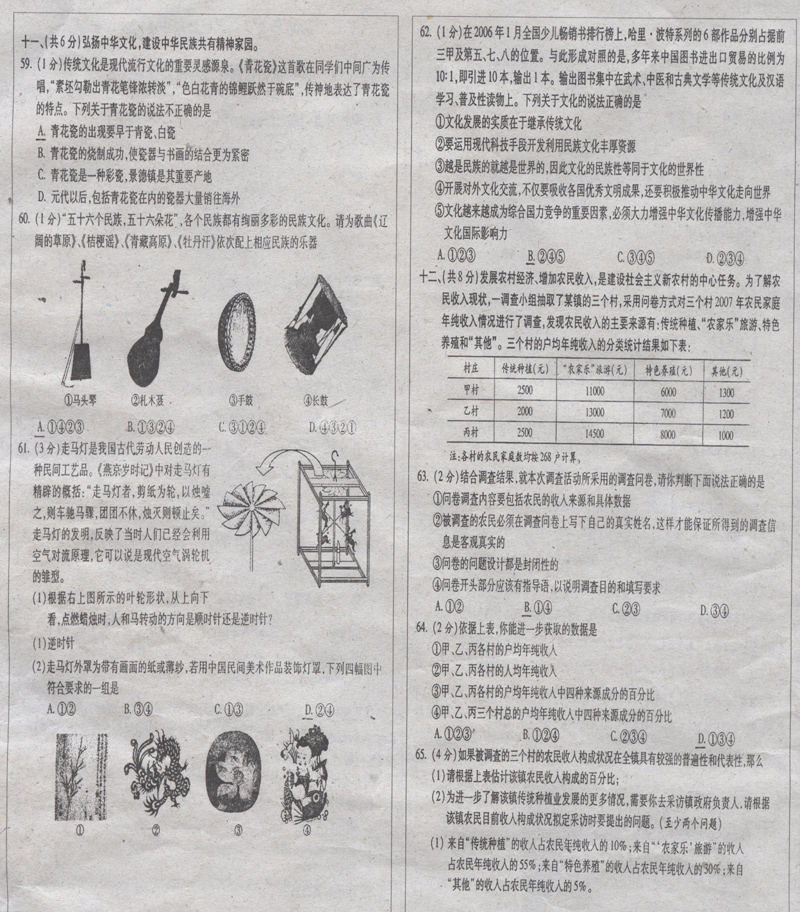 十一、(共6分)弘扬中华文化,建设中华民族共有精神家园。
59. (1分)传统文化是现代流行文化的重要灵感源泉。《青花瓷》这首歌在同学们中间广为传
唱,“素坯勾勒出青花笔锋浓转淡”,“色白花青的锦鲤跃然于碗底”,传神地表达了青花瓷
的特点。下列关于青花瓷的说法不正确的是
A. 青花瓷的出现要早于青瓷、白瓷
B. 青花瓷的烧制成功,使瓷器与书画的结合更为紧密
C. 青花瓷是一种彩瓷,景德镇是其重要产地
D. 元代以后,包括青花瓷在内的瓷器大量销往海外
60. (1分)“五十六个民族,五十六朵花”,各个民族都有绚丽多彩的民族文化。请为歌曲《辽
阔的草原》、《桔梗谣》、《青藏高原》、《牡丹汗》依次配上相应民族的乐器
①马头琴 ②札木聂 ③手鼓 ④长鼓
A.①④②③ B.①③②④ C.③①②④ D.④③②①
61. (3分)走马灯是我国古代劳动人民创造的一
种民间工艺品。《燕京岁时记》中对走马灯有
精辟的概括:“走马灯者,剪纸为轮,以烛嘘
之,则车驰马骤,团团不休,烛灭则顿止矣。”
走马灯的发明,反映了当时人们已经会利用
空气对流原理,它可以说是现代空气涡轮机
的雏型。
(1)根据右上图所示的叶轮形状,从上向下
看,点燃蜡烛时,人和马转动的方向是顺时针还是逆时针?
(1)逆时针
(2)走马灯外罩为带有画面的纸或薄纱,若用中国民间美术作品装饰灯罩,下列四幅图中
符合要求的一组是
A.①② B.③④ C.①③ D.②④
① ② ③ ④
62. (1分)在2006年1月全国少儿畅销书排行榜上,哈里·波特系列的6部作品分别占据前
三甲及第五、七、八的位置。与此形成对照的是,多年来中国图书进出口贸易的比例为
10:1,即引进10本,输出1本。输出图书集中在武术、中医和古典文学等传统文化及汉语
学习、普及性读物上。下列关于文化的说法正确的是
①文化发展的实质在于继承传统文化
②要运用现代科技手段开发利用民族文化丰厚资源
③越是民族的就越是世界的,因此文化的民族性等同于文化的世界性
④开展对外文化交流,不仅要吸收各国优秀文明成果,还要积极推动中华文化走向世界
⑤文化越来越成为综合国力竞争的重要因素,必须大力增强中华文化传播能力,增强中华
文化国际影响力
A.①②③ B.②④⑤ C.③④⑤ D.②③④
十二、(共8分)发展农村经济、增加农民收入,是建设社会主义新农村的中心任务。为了解农
民收入现状,一调查小组抽取了某镇的三个村,采用问卷方式对三个村2007年农民家庭
年纯收入情况进行了调查,发现农民收入的主要来源有:传统种植、“农家乐”旅游、特色
养殖和“其他”。三个村的户均年纯收入的分类统计结果如下表:
村庄 传统种植(元) “农家乐”旅游(元) 特色养殖(元) 其他(元)
甲村 2500 11000 6000 1300
乙村 2000 13000 7000 1200
丙村 2500 14500 8000 1000
注:各村的农民家庭数均按268户计算。
63. (2分)结合调查结果,就本次调查活动所采用的调查问卷,请你判断下面说法正确的是
①问卷调查内容要包括农民的收入来源和具体数据
②被调查的农民必须在调查问卷上写下自己的真实姓名,这样才能保证所得到的调查信
息是客观真实的
③问卷的问题设计都是封闭性的
④问卷开头部分应该有指导语,以说明调查目的和填写要求
A.①② B.①④ C.②③ D.③④
64. (2分)依据上表,你能进一步获取的数据是
①甲、乙、丙各村的户均年纯收入
②甲、乙、丙各村的人均年纯收入
③甲、乙、丙各村的户均年纯收入中四种来源成分的百分比
④甲、乙、丙三个村总的户均年纯收入中四种来源成分的百分比
A.①②③ B.①②④ C.②③④ D.①③④
65. (4分)如果被调查的三个村的农民收入构成状况在全镇具有较强的普遍性和代表性,那么
(1)请根据上表估计该镇农民收入构成的百分比;
(2)为进一步了解该镇传统种植业发展的更多情况,需要你去采访镇政府负责人,请根据
该镇农民目前收入构成状况拟定采访时要提出的问题。(至少两个问题)
(1) 来自“传统种植”的收入占农民年纯收入的10%;来自“‘农家乐’旅游”的收入
占农民年纯收入的55%;来自“特色养殖”的收入占农民年纯收入的30%;来自
“其他”的收入占农民年纯收入的5%。